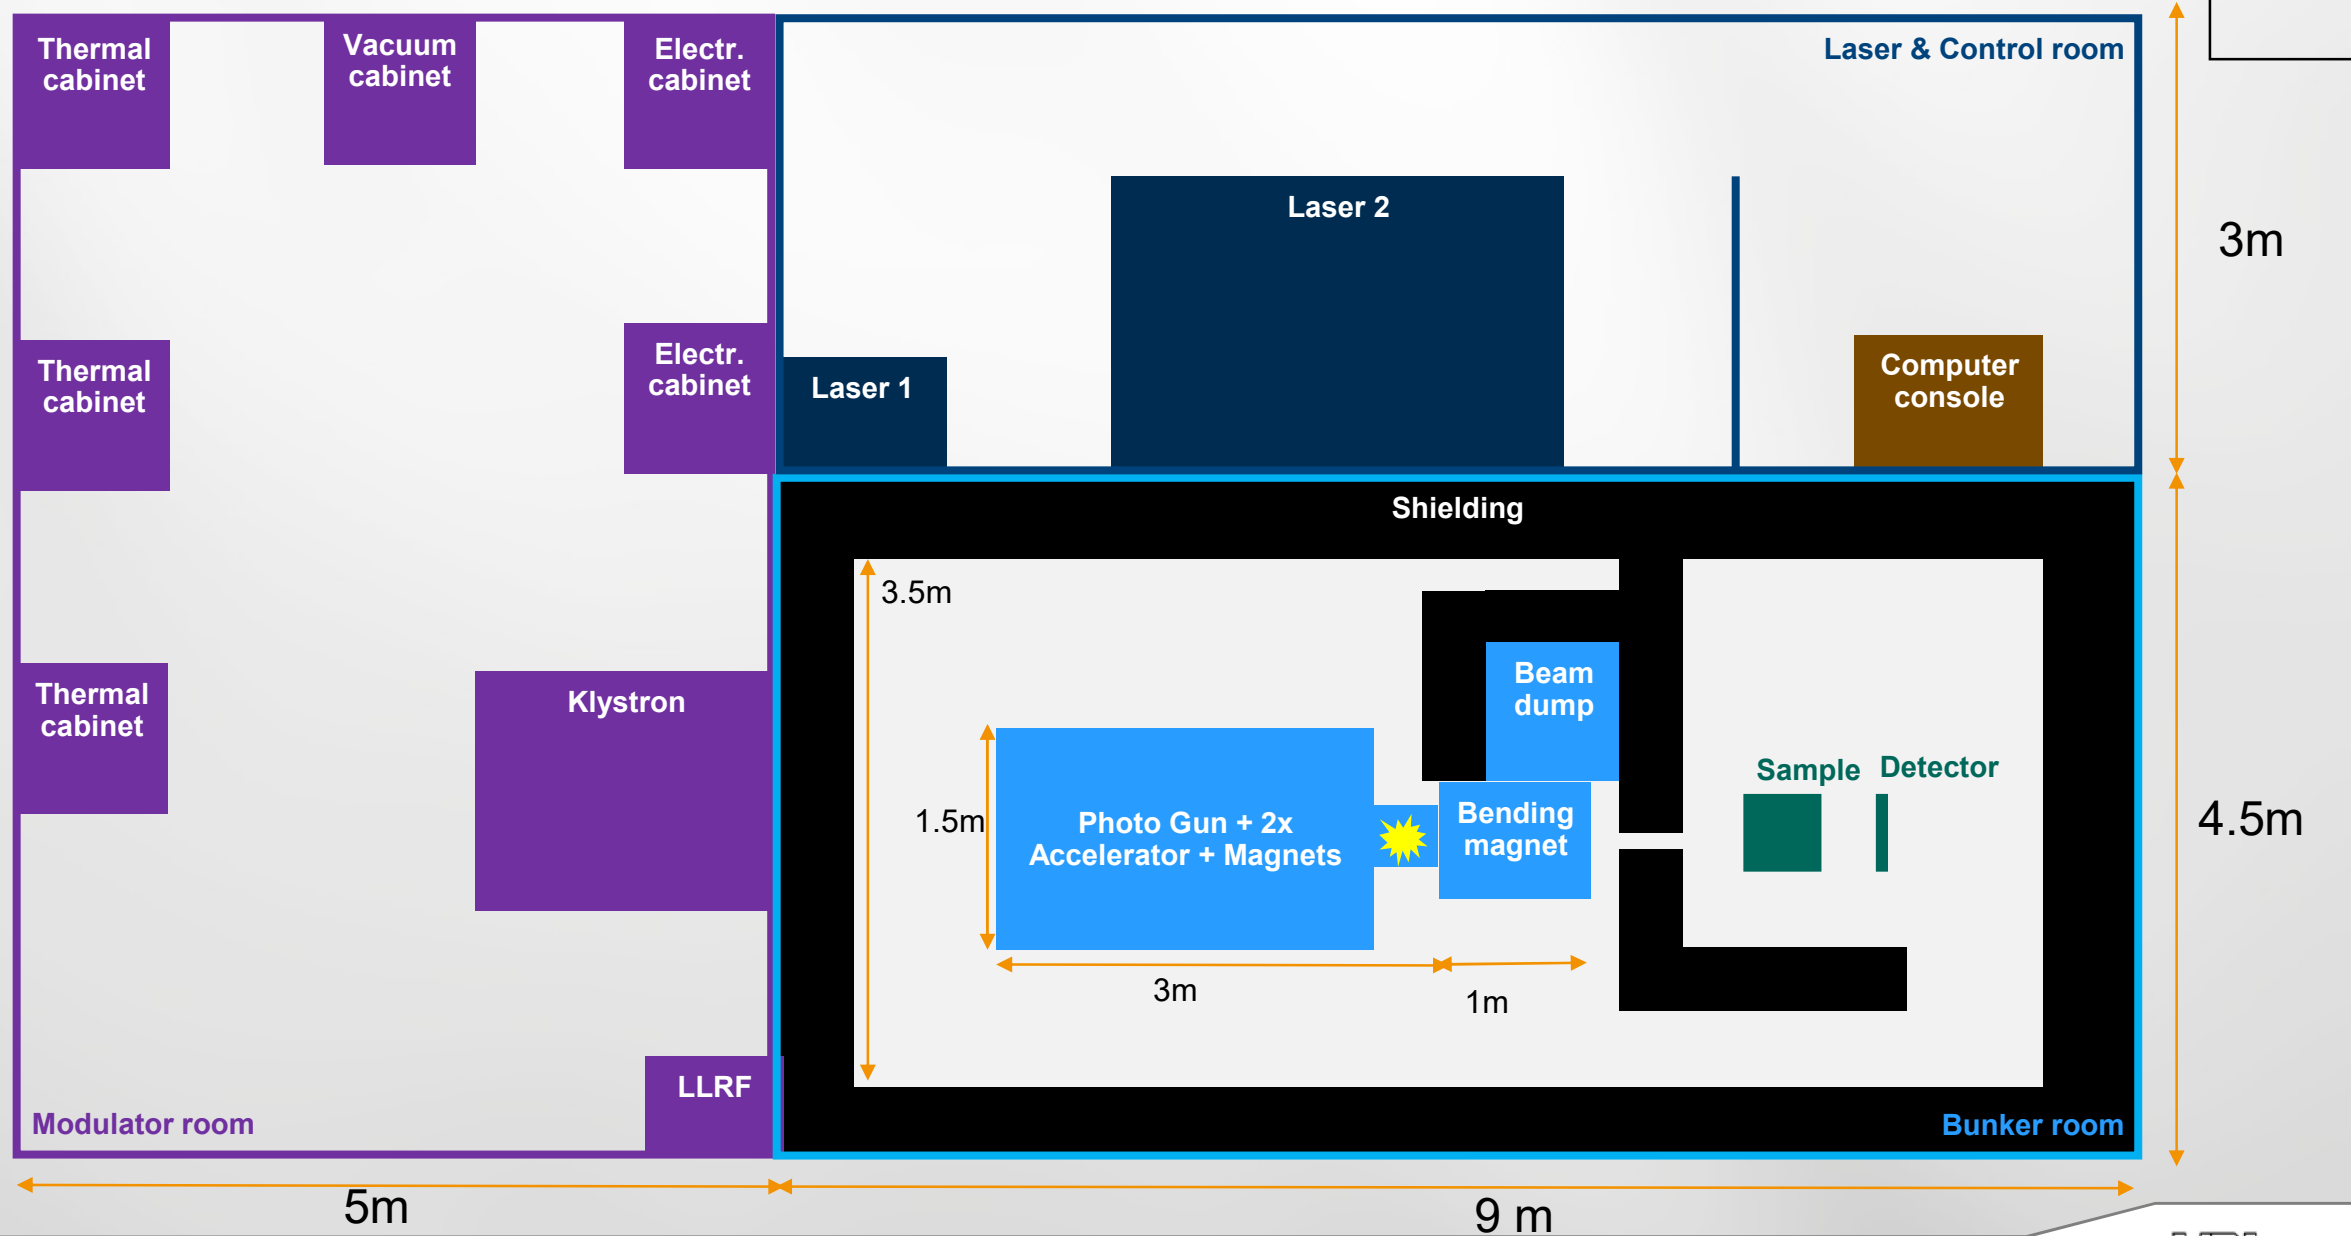 Thermal
cabinet
Vacuum
cabinet
Electr.
cabinet
Laser & Control room
Laser 2
3m
Thermal
cabinet
Electr.
cabinet
Laser 1
Computer
console
Shielding
3.5m
Thermal
cabinet
Klystron
Beam
dump
Sample
Detector
1.5m
Photo Gun + 2x
Accelerator + Magnets
Bending
magnet
4.5m
3m
1m
LLRF
Modulator room
Bunker room
5m
9 m